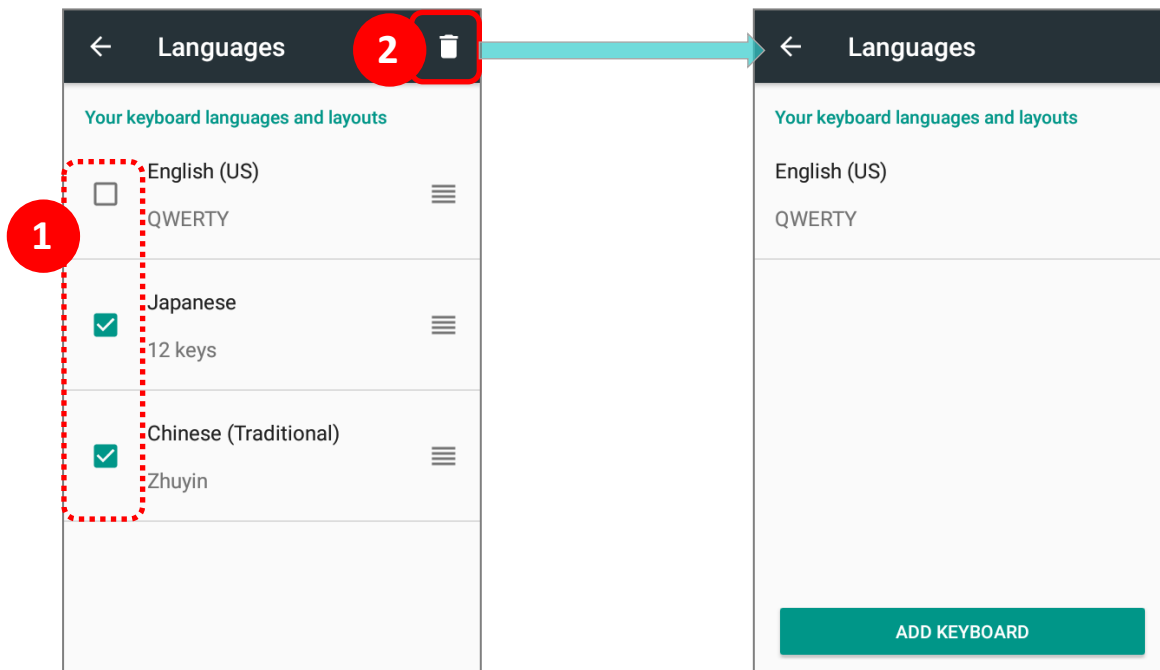 Languages
2
Your keyboard languages and layouts
English (US)
QWERTY
1
Japanese
12 keys
Chinese (Traditional)
Zhuyin
Languages
Your keyboard languages and layouts
English (US)
QWERTY
ADD KEYBOARD